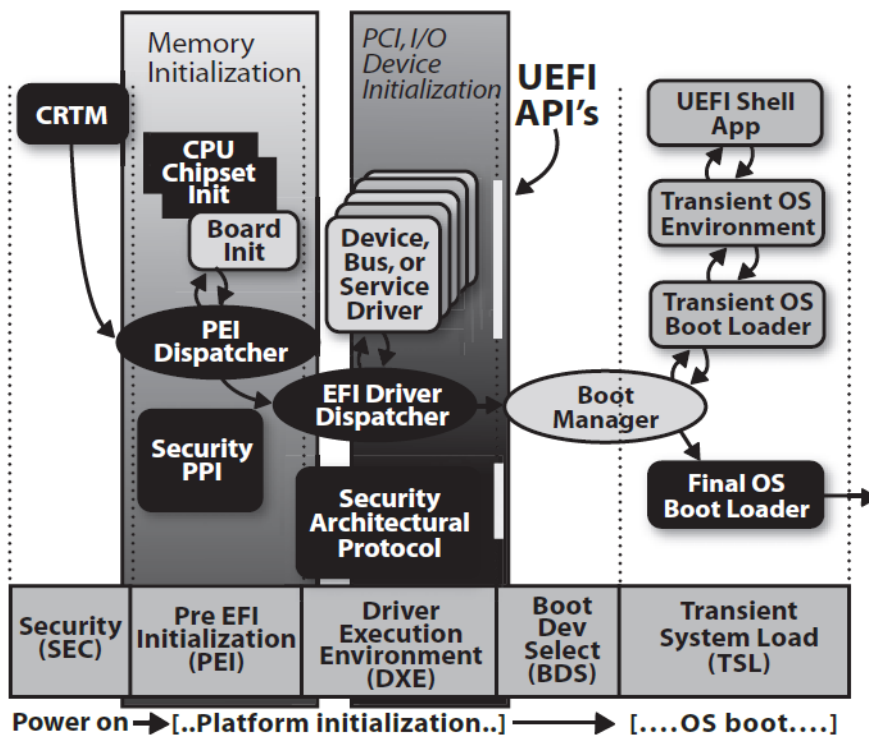 Memory
Initialization
PCI, I/O
Device
Initialization
UEFI
API's
CRTM
CPU
Chipset
Init
Board
Init
PEI
Dispatcher
Security
PPI
Device,
Bus, or
Service
Driver
EFI Driver
Dispatcher
Security
Architectural
Protocol
Boot
Manager
UEFI Shell
App
Transient OS
Environment
Transient OS
Boot Loader
Final OS
Boot Loader
Security
(SEC)
Pre EFI
Initialization
(PEI)
Driver
Execution
Environment
(DXE)
Boot
Dev
Select
(BDS)
Transient
System Load
(TSL)
Power on [..Platform initialization..] [....OS boot....]